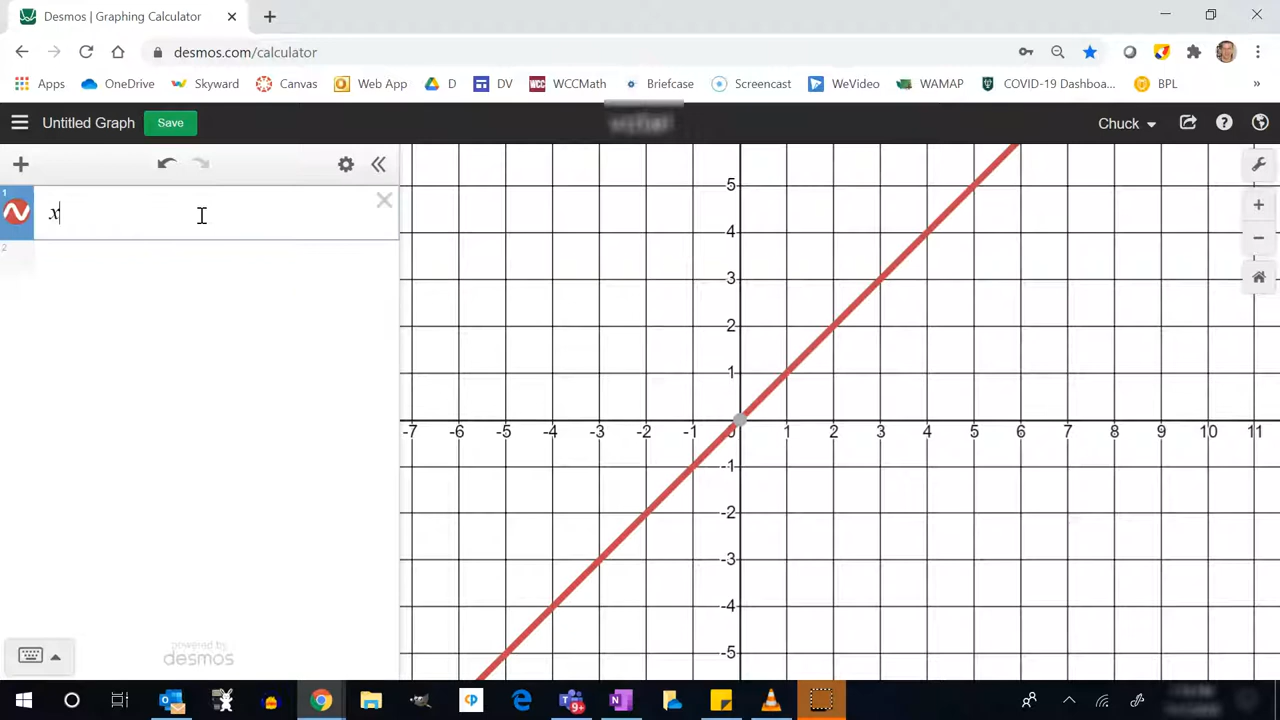 Desmos | Graphing Calculator
desmos.com/calculator
Apps OneDrive Skyward Canvas Web App D DV WCCMath Briefcase Screencast WeVideo WAMAP COVID-19 Dashboa... BPL »
Untitled Graph Save Chuck
1
x
2
powered by
desmos
5
4
3
2
1
-7 -6 -5 -4 -3 -2 -1 0 1 2 3 4 5 6 7 8 9 10 11
-1
-2
-3
-4
-5
9+